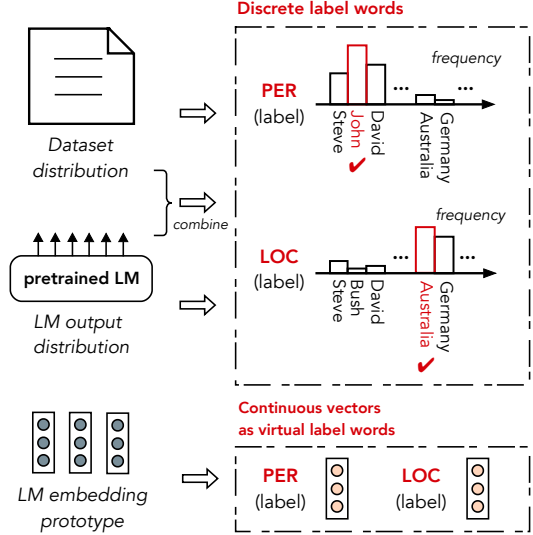 Discrete label words
frequency
PER
(label)
...
...
Steve
John
David
Australia
Germany
Dataset
distribution
combine
frequency
LOC
(label)
...
...
Steve
Bush
David
Australia
Germany
pretrained LM
LM output
distribution
Continuous vectors
as virtual label words
PER
(label)
LOC
(label)
LM embedding
prototype